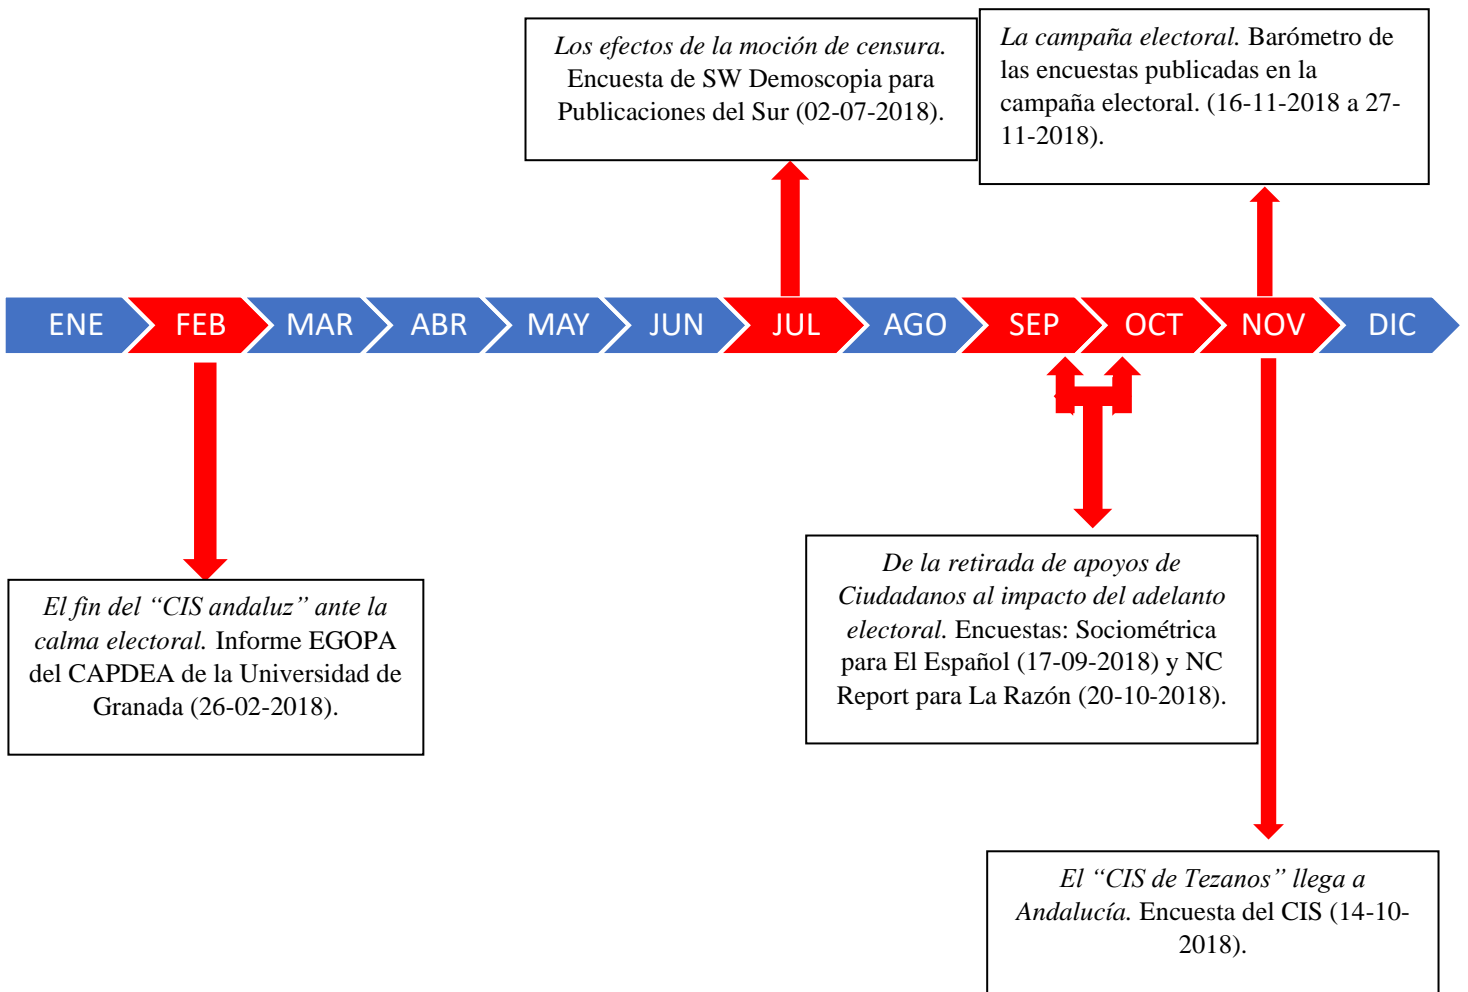 Los efectos de la moción de censura.
Encuesta de SW Demoscopia para
Publicaciones del Sur (02-07-2018).
La campaña electoral. Barómetro de
las encuestas publicadas en la
campaña electoral. (16-11-2018 a 27-
11-2018).
ENE FEB MAR ABR MAY JUN JUL AGO SEP OCT NOV DIC
El fin del “CIS andaluz” ante la
calma electoral. Informe EGOPA
del CAPDEA de la Universidad de
Granada (26-02-2018).
De la retirada de apoyos de
Ciudadanos al impacto del adelanto
electoral. Encuestas: Sociométrica
para El Español (17-09-2018) y NC
Report para La Razón (20-10-2018).
El “CIS de Tezanos” llega a
Andalucía. Encuesta del CIS (14-10-
2018).